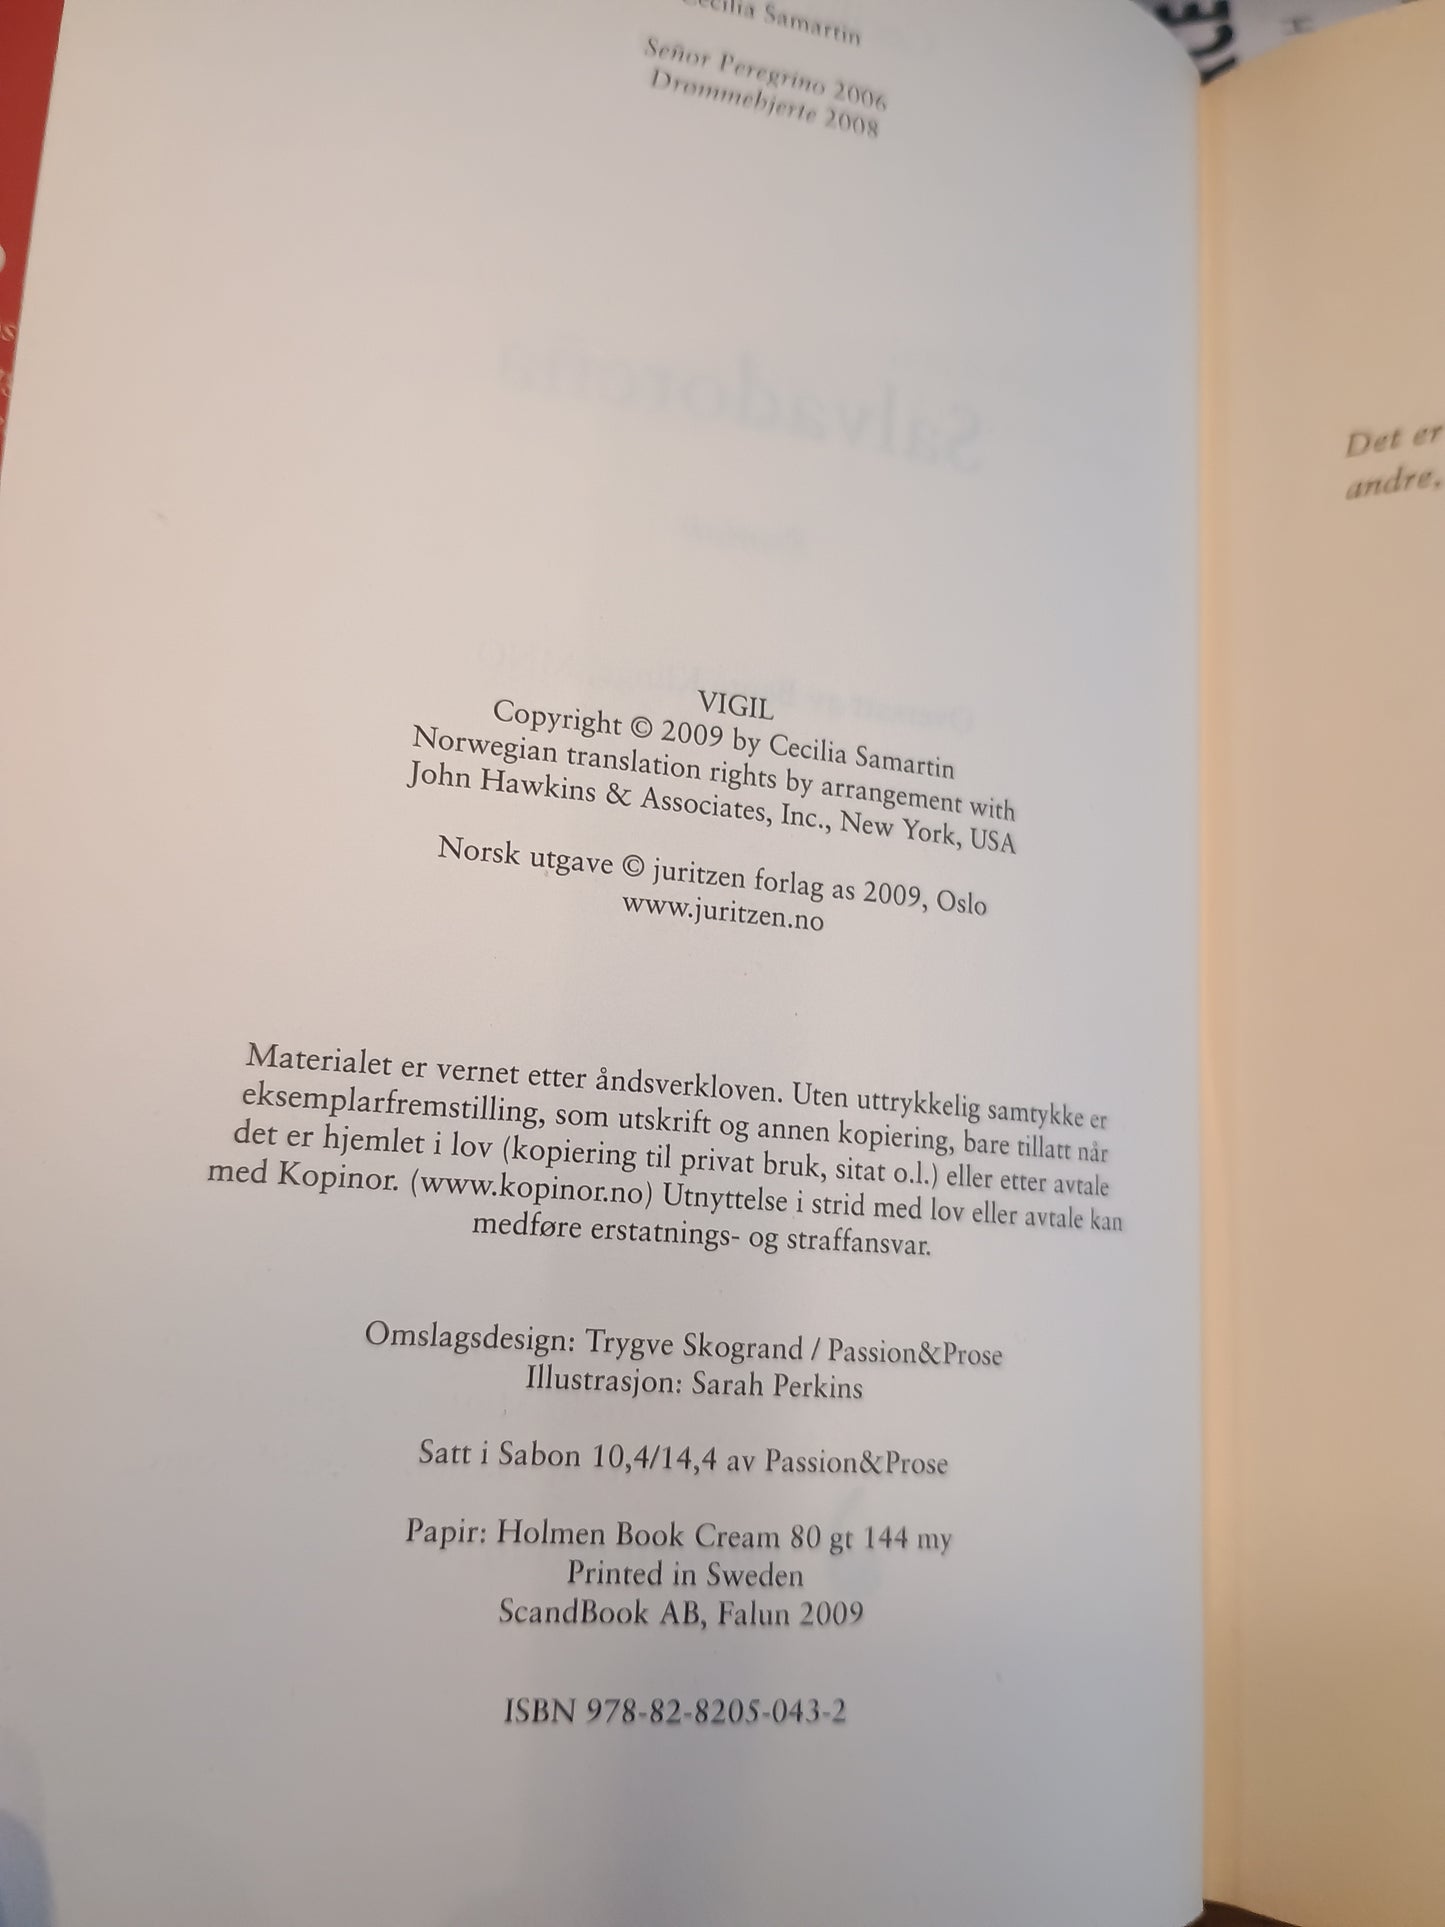 Cecilia Samartin
Señor Peregrino 2006
Drømmehjerte 2008
Salvadoreña
VIGIL
Copyright © 2009 by Cecilia Samartin
Norwegian translation rights by arrangement with
John Hawkins & Associates, Inc., New York, USA
Norsk utgave © juritzen forlag as 2009, Oslo
www.juritzen.no
Materialet er vernet etter åndsverkloven. Uten uttrykkelig samtykke er
eksemplarfremstilling, som utskrift og annen kopiering, bare tillatt når
det er hjemlet i lov (kopiering til privat bruk, sitat o.l.) eller etter avtale
med Kopinor. (www.kopinor.no) Utnyttelse i strid med lov eller avtale kan
medføre erstatnings- og straffansvar.
Omslagsdesign: Trygve Skogrand / Passion&Prose
Illustrasjon: Sarah Perkins
Satt i Sabon 10,4/14,4 av Passion&Prose
Papir: Holmen Book Cream 80 gt 144 my
Printed in Sweden
ScandBook AB, Falun 2009
ISBN 978-82-8205-043-2
Det er
andre,